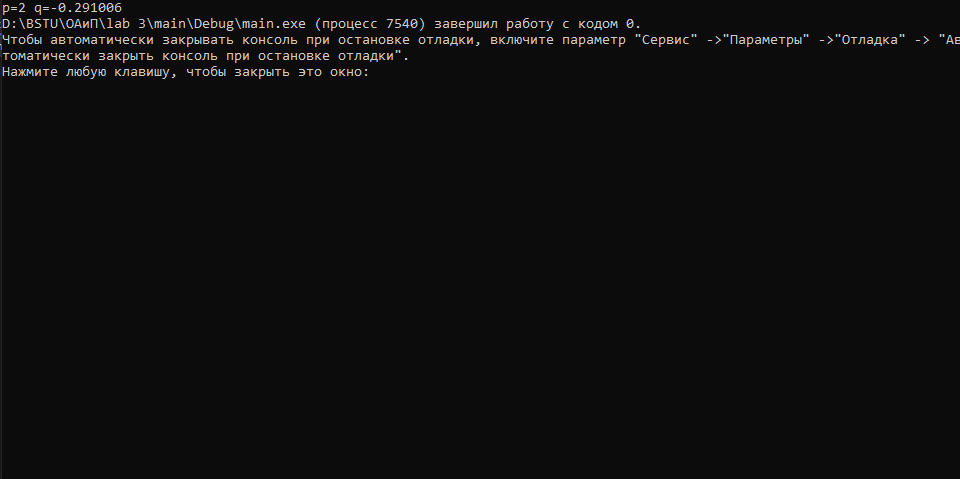 p=2 q=-0.291006
D:\BSTU\ОАиП\lab 3\main\Debug\main.exe (процесс 7540) завершил работу с кодом 0.
Чтобы автоматически закрывать консоль при остановке отладки, включите параметр "Сервис" ->"Параметры" ->"Отладка" -> "Ав
томатически закрыть консоль при остановке отладки".
Нажмите любую клавишу, чтобы закрыть это окно: